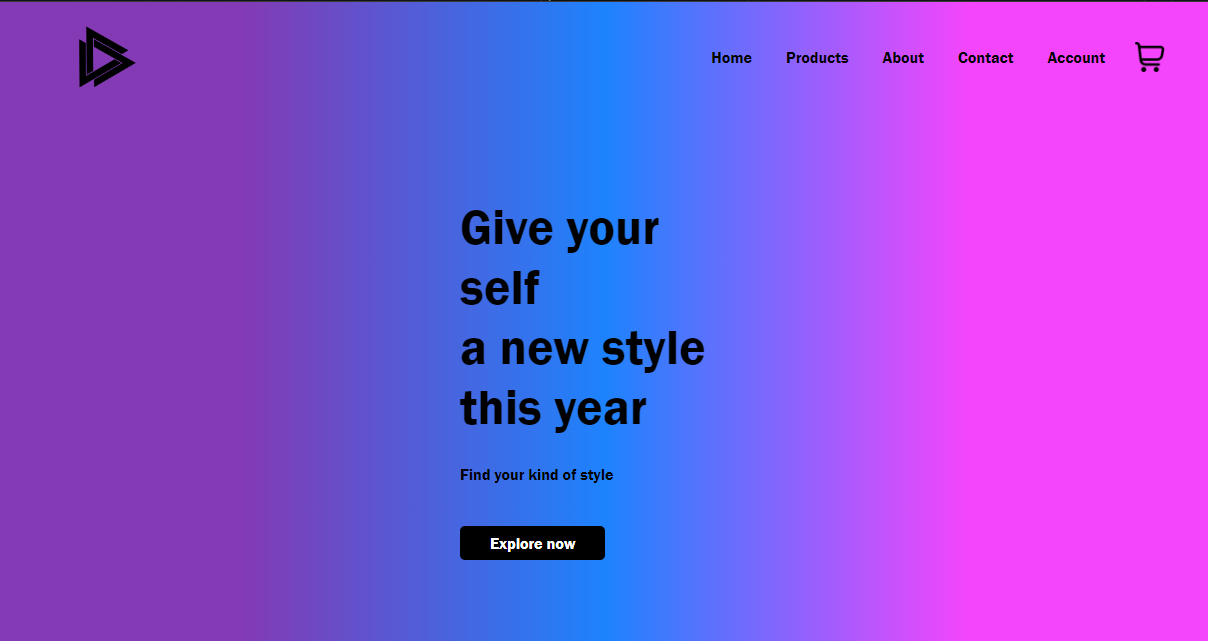 Home Products About Contact Account
Give your
self
a new style
this year
Find your kind of style
Explore now